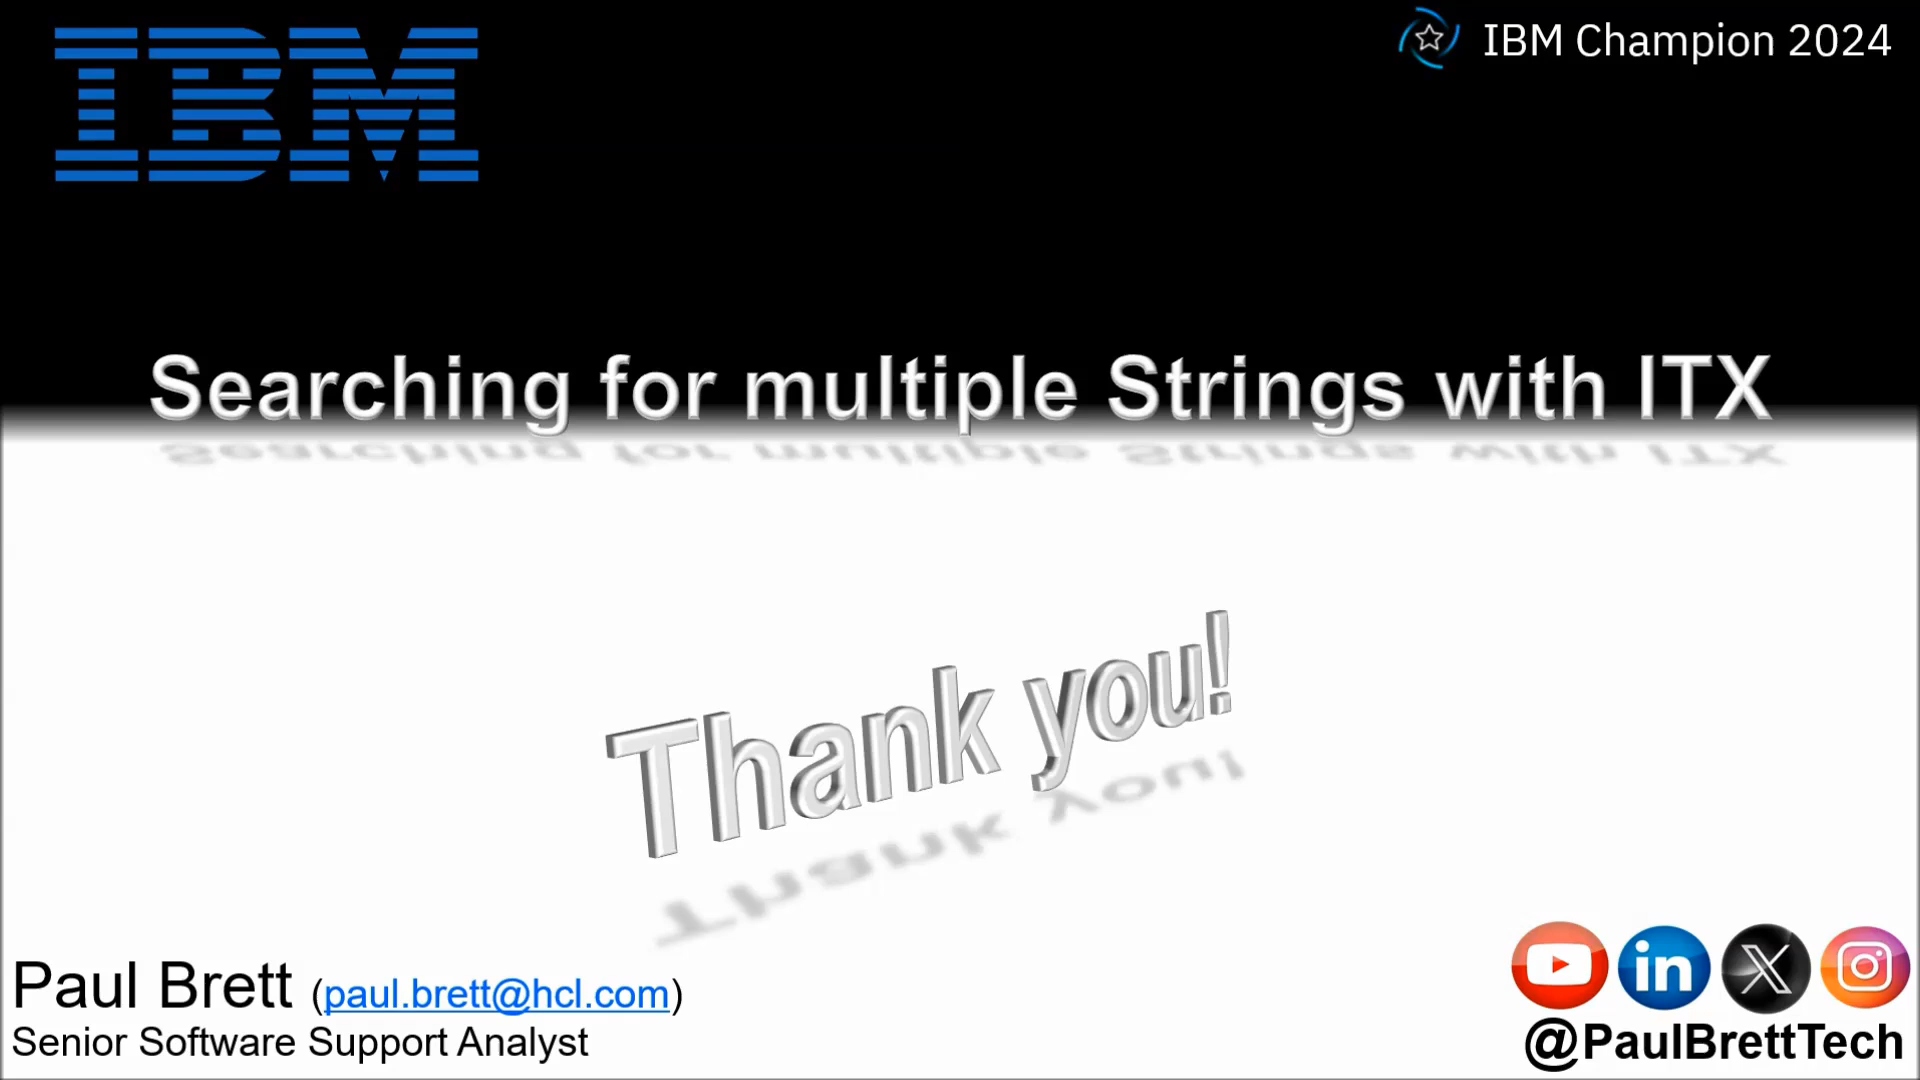 IBM
IBM Champion 2024
Searching for multiple Strings with ITX
Thank you!
Paul Brett (paul.brett@hcl.com)
Senior Software Support Analyst
in
@PaulBrettTech